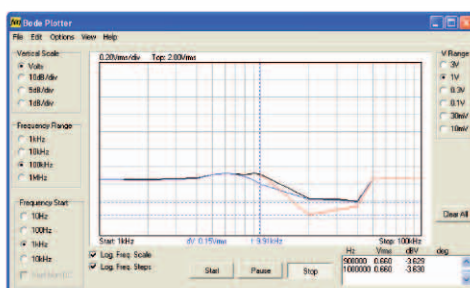 Bode Plotter
File Edit Options View Help
Vertical Scale
Volts
10dB/div
5dB/div
1dB/div
Frequency Range
1kHz
10kHz
100kHz
1MHz
Frequency Start
10Hz
100Hz
1kHz
10kHz
0.20Vrms/div Top: 2.00Vrms
Start: 1kHz dV: 0.15Vrms f: 9.91kHz Stop: 100kHz
Log. Freq. Scale
Log. Freq. Steps
Start Pause Stop
V Range
3V
1V
0.3V
0.1V
30mV
10mV
Clear All
Hz Vrms dBV deg
900000 0.660 -3.629
1000000 0.660 -3.630